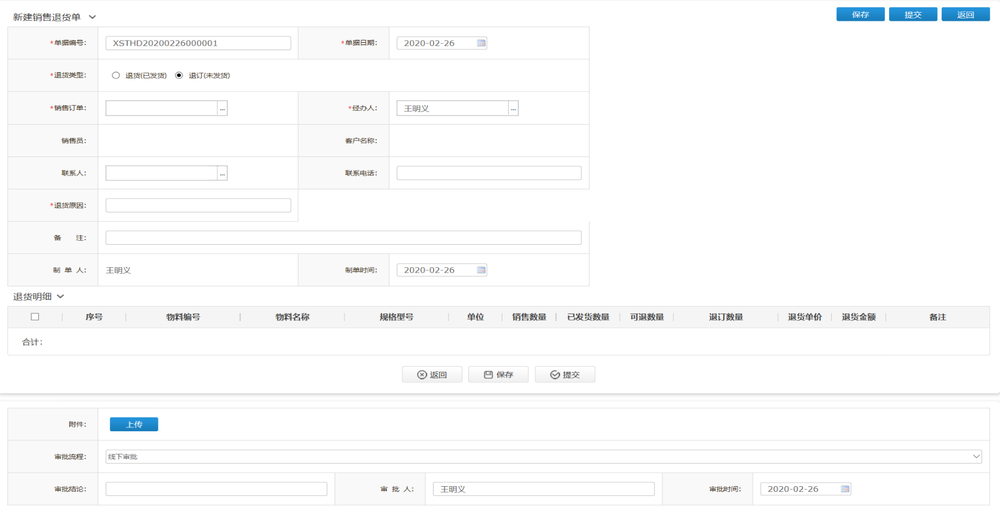 新建销售退货单
保存 提交 返回
*单据编号: XSTHD20200226000001 *单据日期: 2020-02-26
*退货类型: 退货(已发货) 退订(未发货)
*销售订单: ... *经办人: 王明义 ...
销售员: 客户名称:
联系人: ... 联系电话:
*退货原因:
备 注:
制 单 人: 王明义 制单时间: 2020-02-26
退货明细
序号 物料编号 物料名称 规格型号 单位 销售数量 已发货数量 可退数量 退订数量 退货单价 退货金额 备注
合计:
返回 保存 提交
附件: 上传
审批流程: 线下审批
审批结论: 审 批 人: 王明义 审批时间: 2020-02-26